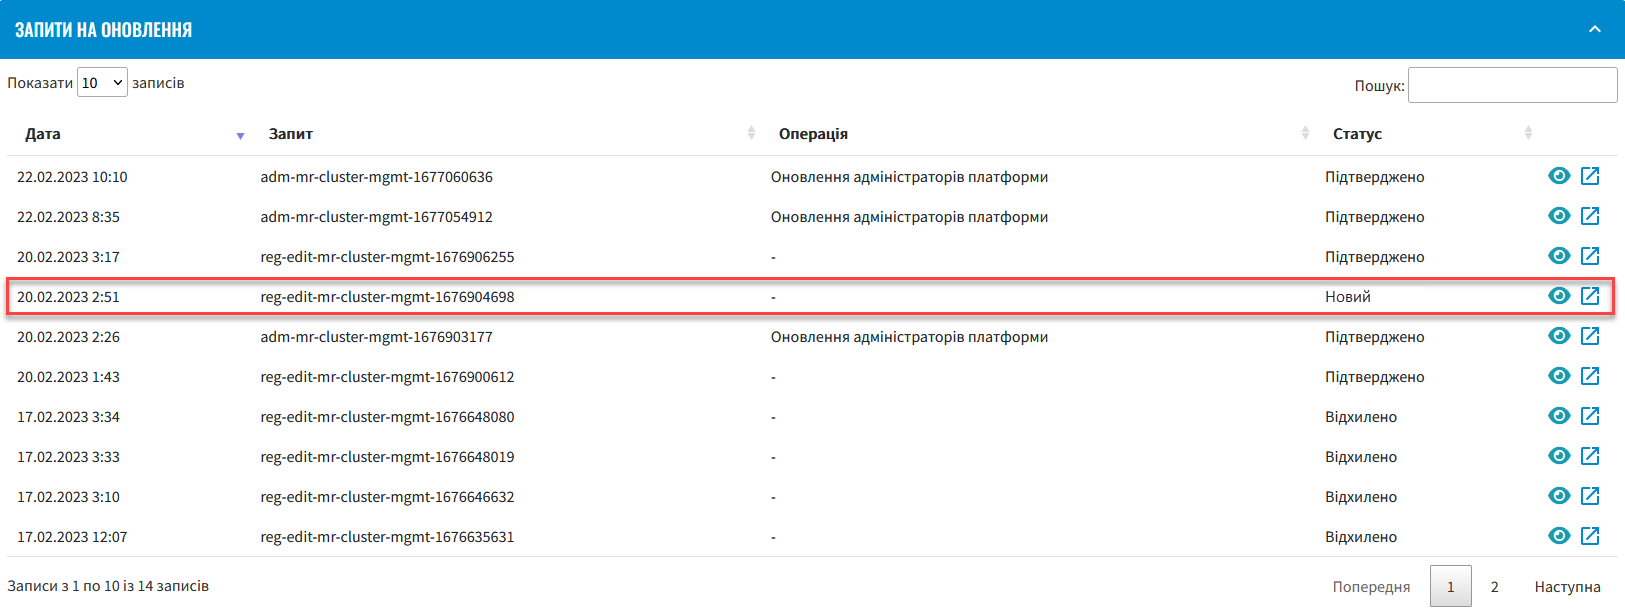 ЗАПИТИ НА ОНОВЛЕННЯ
Показати 10 записів Пошук:
Дата Запит Операція Статус
22.02.2023 10:10 adm-mr-cluster-mgmt-1677060636 Оновлення адміністраторів платформи Підтверджено
22.02.2023 8:35 adm-mr-cluster-mgmt-1677054912 Оновлення адміністраторів платформи Підтверджено
20.02.2023 3:17 reg-edit-mr-cluster-mgmt-1676906255 - Підтверджено
20.02.2023 2:51 reg-edit-mr-cluster-mgmt-1676904698 - Новий
20.02.2023 2:26 adm-mr-cluster-mgmt-1676903177 Оновлення адміністраторів платформи Підтверджено
20.02.2023 1:43 reg-edit-mr-cluster-mgmt-1676900612 - Підтверджено
17.02.2023 3:34 reg-edit-mr-cluster-mgmt-1676648080 - Відхилено
17.02.2023 3:33 reg-edit-mr-cluster-mgmt-1676648019 - Відхилено
17.02.2023 3:10 reg-edit-mr-cluster-mgmt-1676646632 - Відхилено
17.02.2023 12:07 reg-edit-mr-cluster-mgmt-1676635631 - Відхилено
Записи з 1 по 10 із 14 записів Попередня 1 2 Наступна